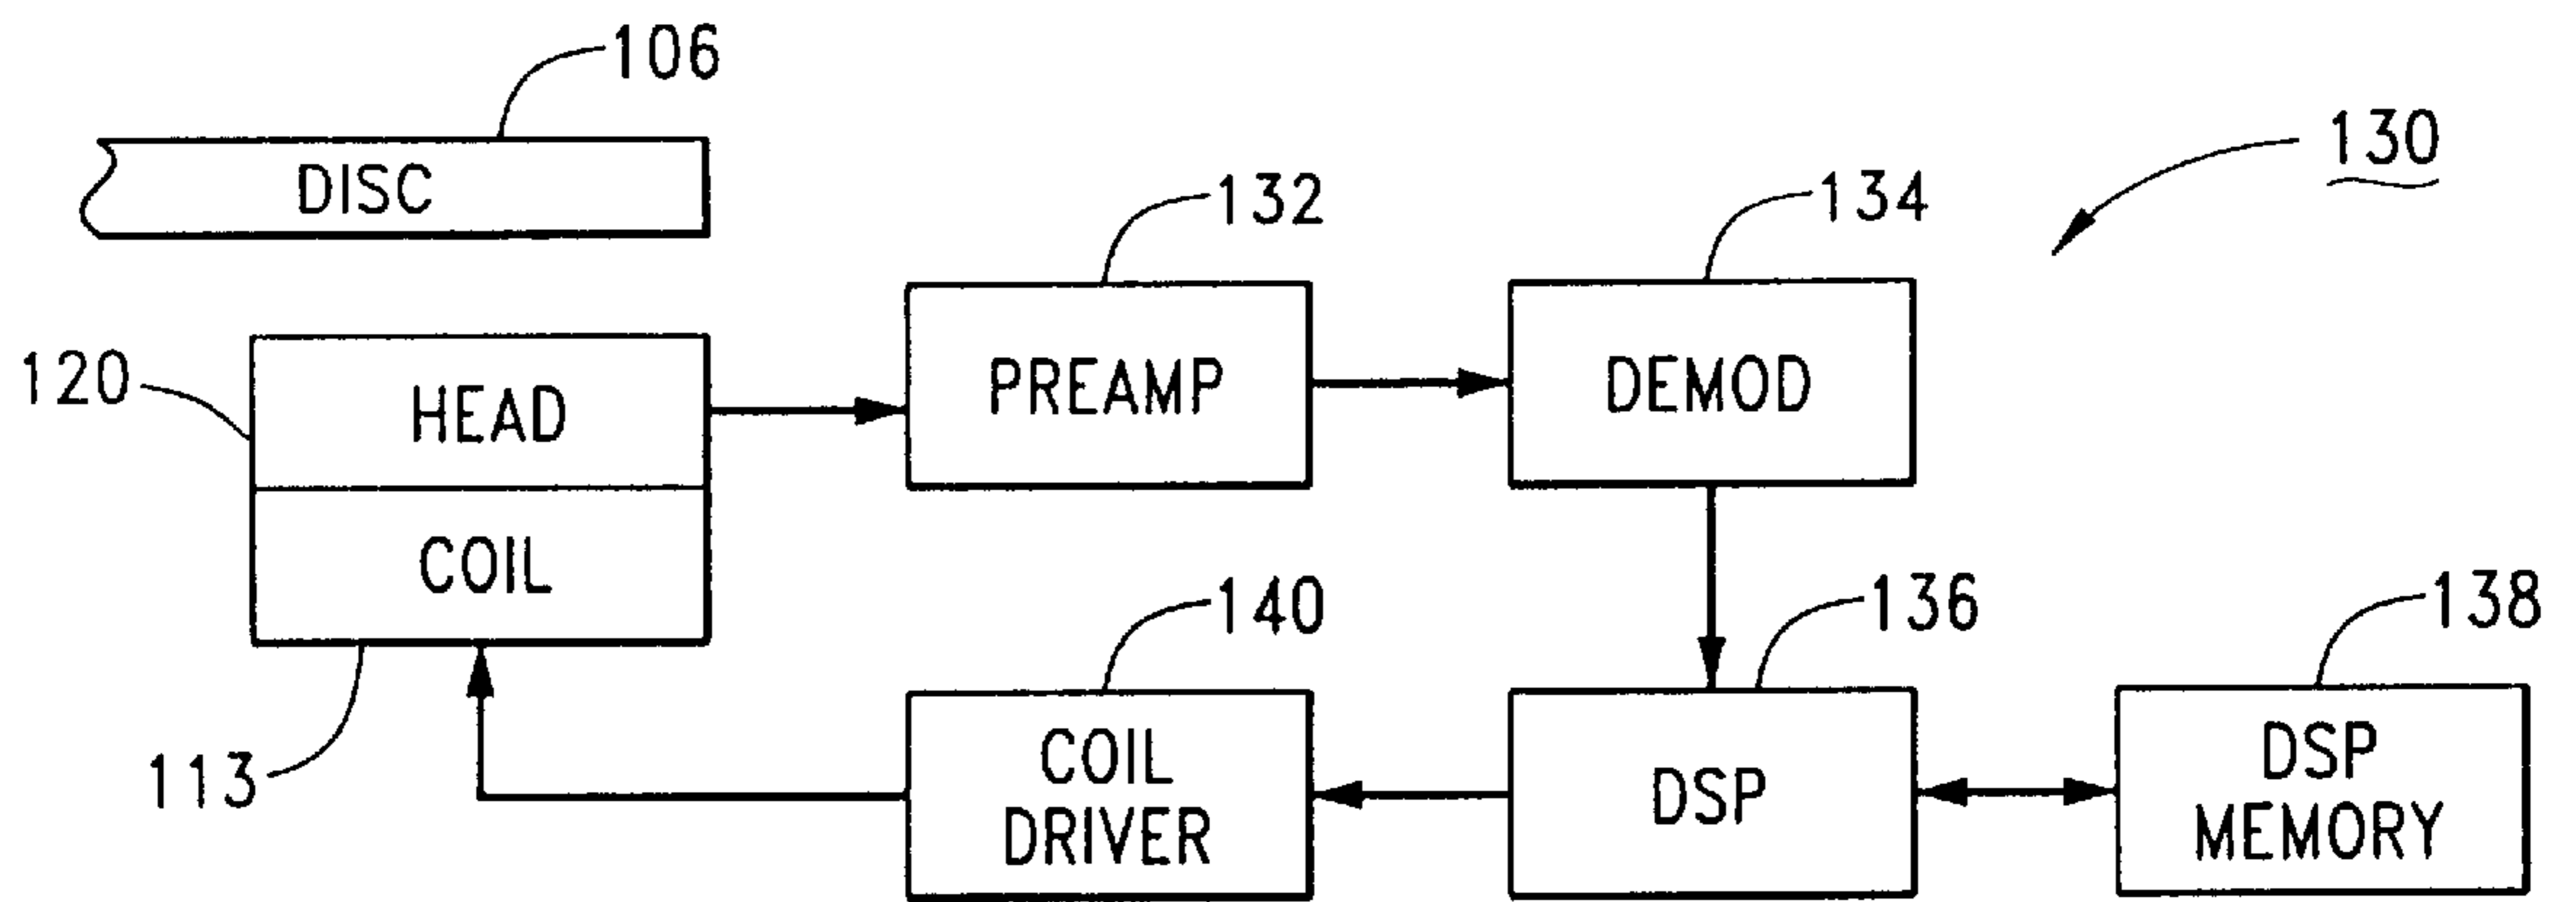 106
DISC
130
132
134
120
HEAD
PREAMP
DEMOD
COIL
113
140
136
138
COIL
DRIVER
DSP
DSP
MEMORY